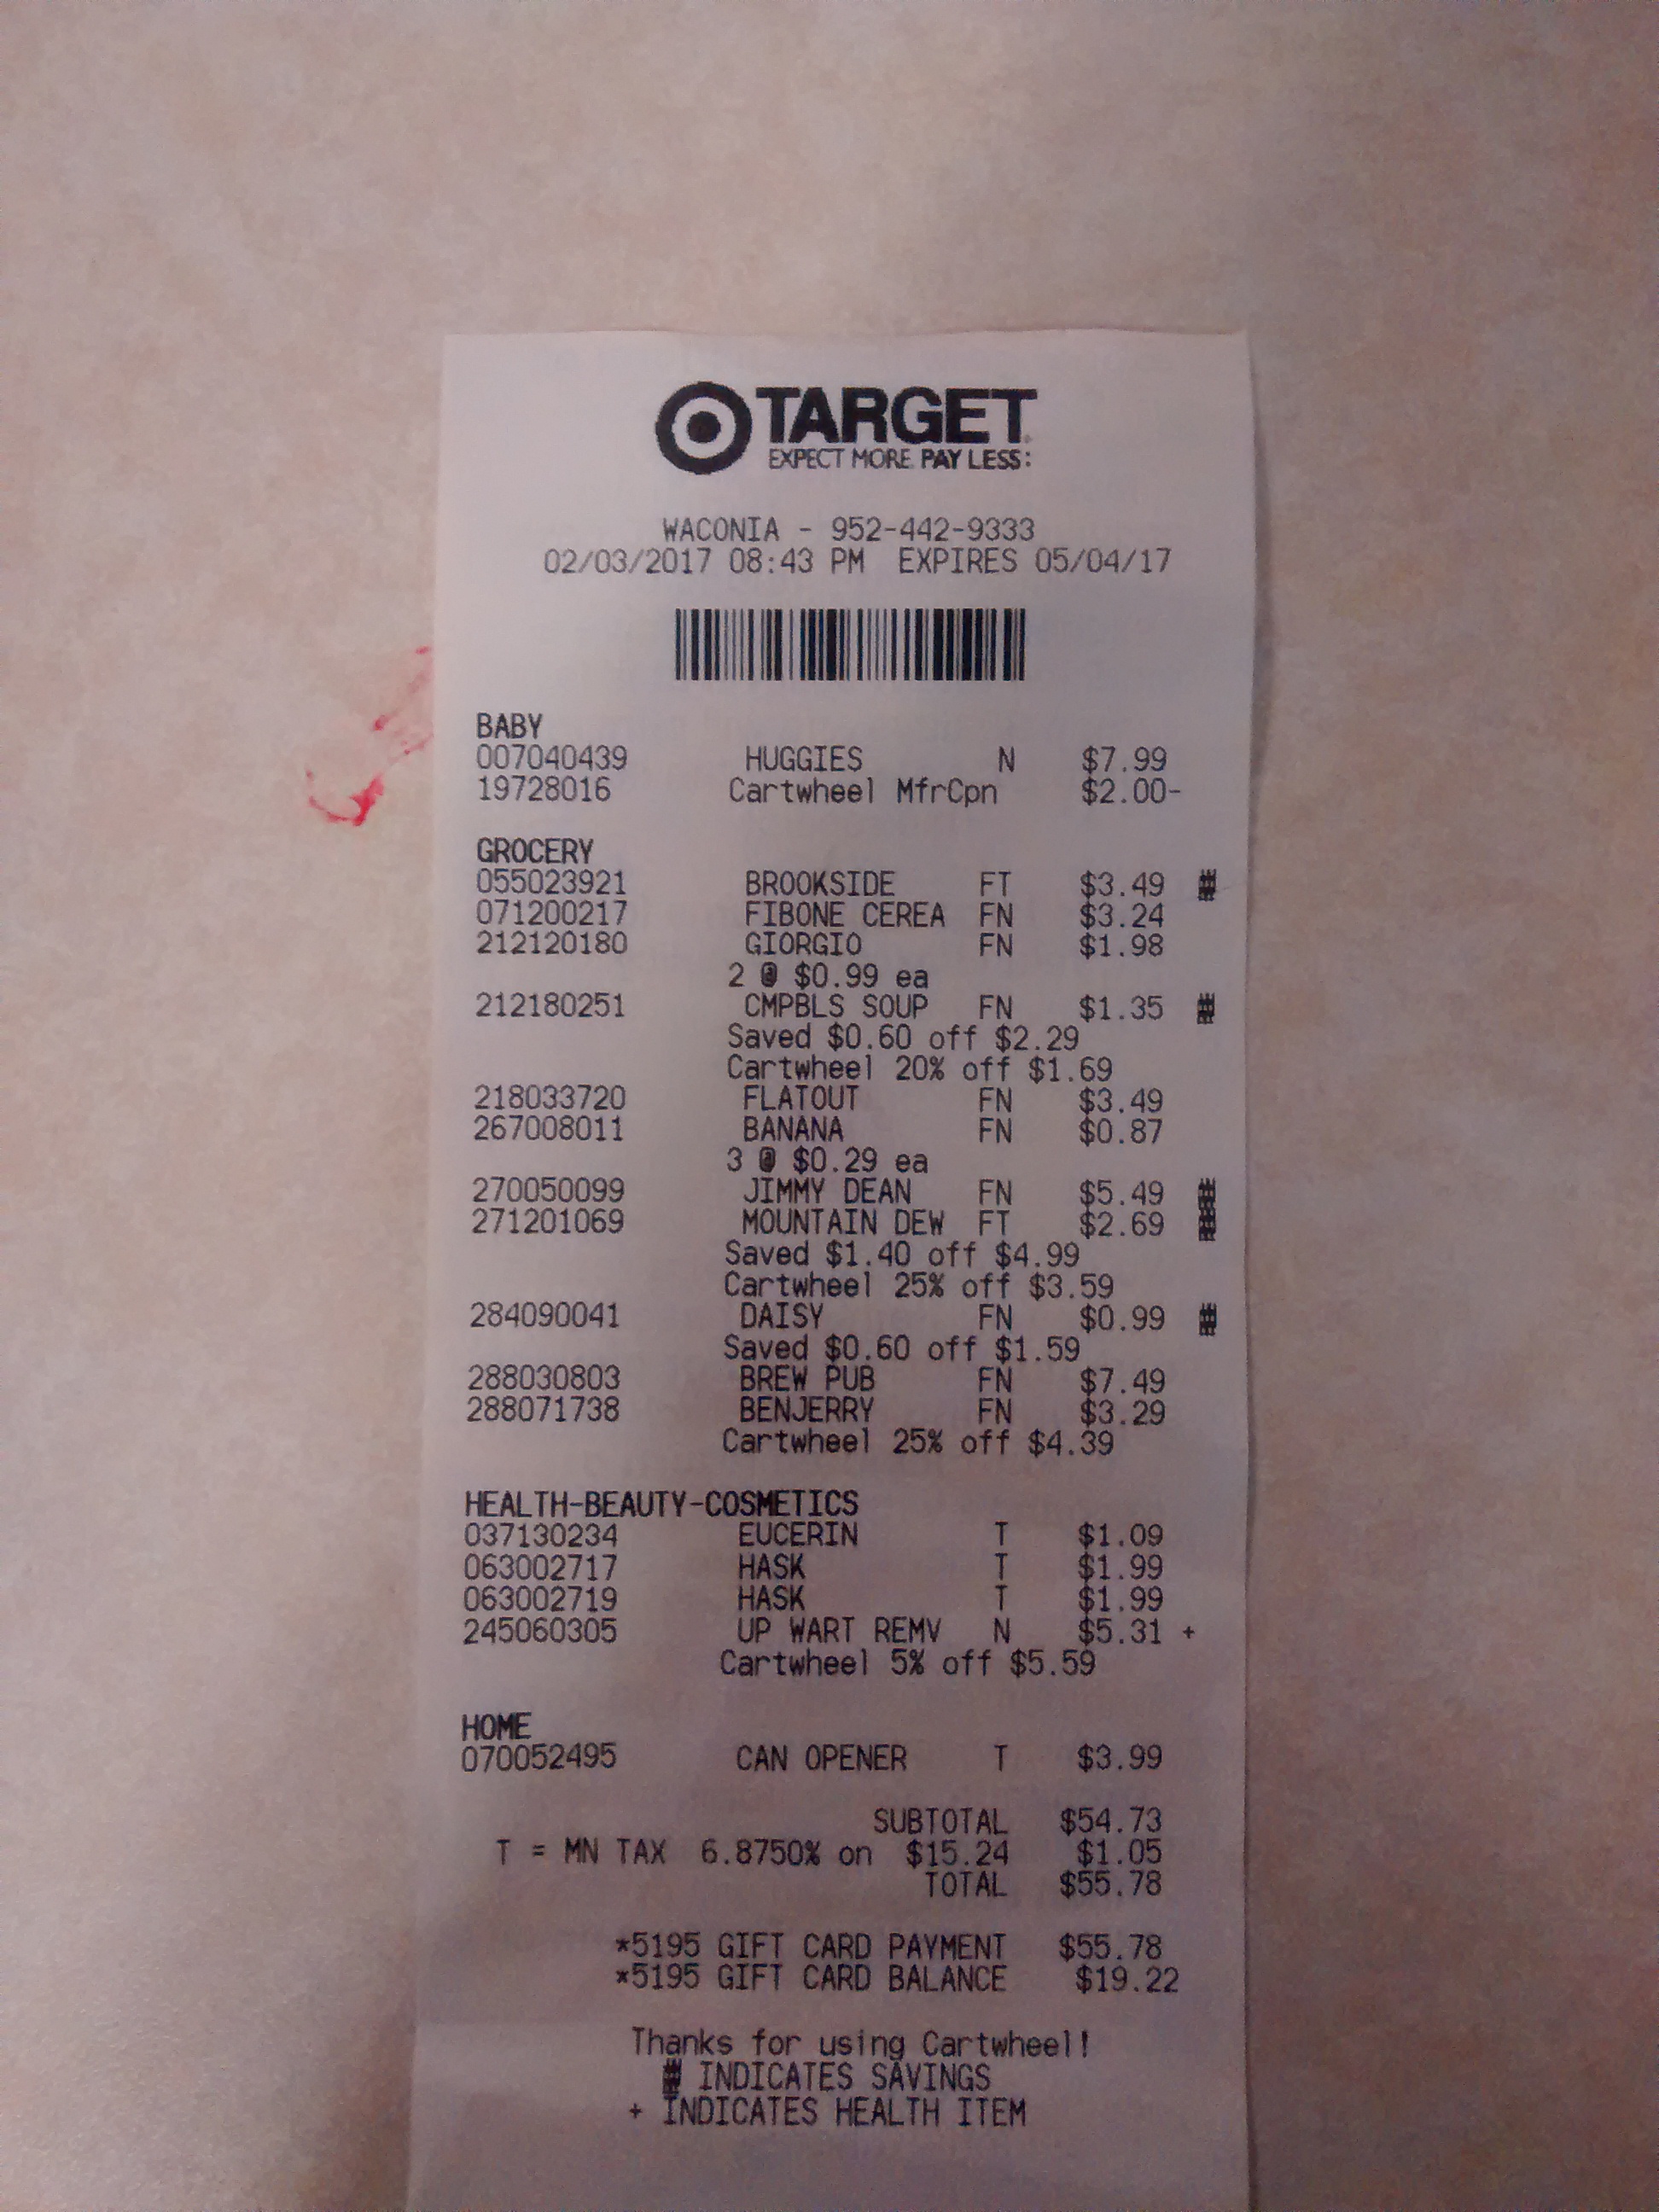 TARGET
EXPECT MORE. PAY LESS.
WACONIA - 952-442-9333
02/03/2017 08:43 PM EXPIRES 05/04/17
BABY
007040439 HUGGIES N $7.99
19728016 Cartwheel MfrCpn $2.00-
GROCERY
055023921 BROOKSIDE FT $3.49 #
071200217 FIBONE CEREA FN $3.24
212120180 GIORGIO FN $1.98
2 @ $0.99 ea
212180251 CMPBLS SOUP FN $1.35 #
Saved $0.60 off $2.29
Cartwheel 20% off $1.69
218033720 FLATOUT FN $3.49
267008011 BANANA FN $0.87
3 @ $0.29 ea
270050099 JIMMY DEAN FN $5.49 #
271201069 MOUNTAIN DEW FT $2.69 #
Saved $1.40 off $4.99
Cartwheel 25% off $3.59
284090041 DAISY FN $0.99 #
Saved $0.60 off $1.59
288030803 BREW PUB FN $7.49
288071738 BENJERRY FN $3.29
Cartwheel 25% off $4.39
HEALTH-BEAUTY-COSMETICS
037130234 EUCERIN T $1.09
063002717 HASK T $1.99
063002719 HASK T $1.99
245060305 UP WART REMV N $5.31 +
Cartwheel 5% off $5.59
HOME
070052495 CAN OPENER T $3.99
SUBTOTAL $54.73
T = MN TAX 6.8750% on $15.24 $1.05
TOTAL $55.78
*5195 GIFT CARD PAYMENT $55.78
*5195 GIFT CARD BALANCE $19.22
Thanks for using Cartwheel!
# INDICATES SAVINGS
+ INDICATES HEALTH ITEM